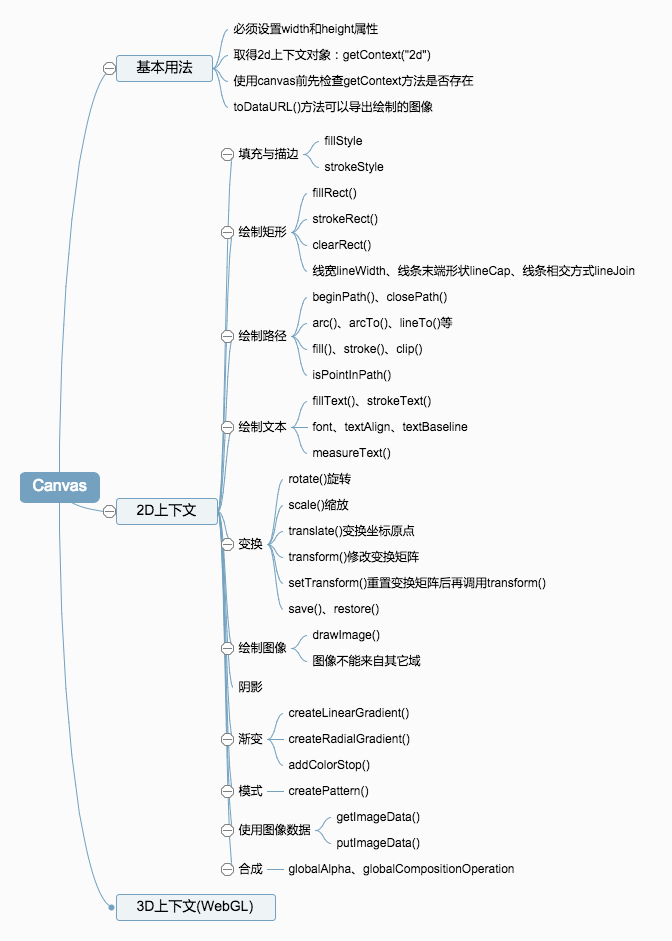 必须设置width和height属性
取得2d上下文对象：getContext("2d")
基本用法
使用canvas前先检查getContext方法是否存在
toDataURL()方法可以导出绘制的图像
fillStyle
填充与描边
strokeStyle
fillRect()
strokeRect()
绘制矩形
clearRect()
线宽lineWidth、线条末端形状lineCap、线条相交方式lineJoin
beginPath()、closePath()
arc()、arcTo()、lineTo()等
绘制路径
fill()、stroke()、clip()
isPointInPath()
fillText()、strokeText()
绘制文本
font、textAlign、textBaseline
measureText()
Canvas
2D上下文
rotate()旋转
scale()缩放
translate()变换坐标原点
变换
transform()修改变换矩阵
setTransform()重置变换矩阵后再调用transform()
save()、restore()
drawImage()
绘制图像
图像不能来自其它域
阴影
createLinearGradient()
渐变
createRadialGradient()
addColorStop()
模式
createPattern()
getImageData()
使用图像数据
putImageData()
合成
globalAlpha、globalCompositionOperation
3D上下文(WebGL)